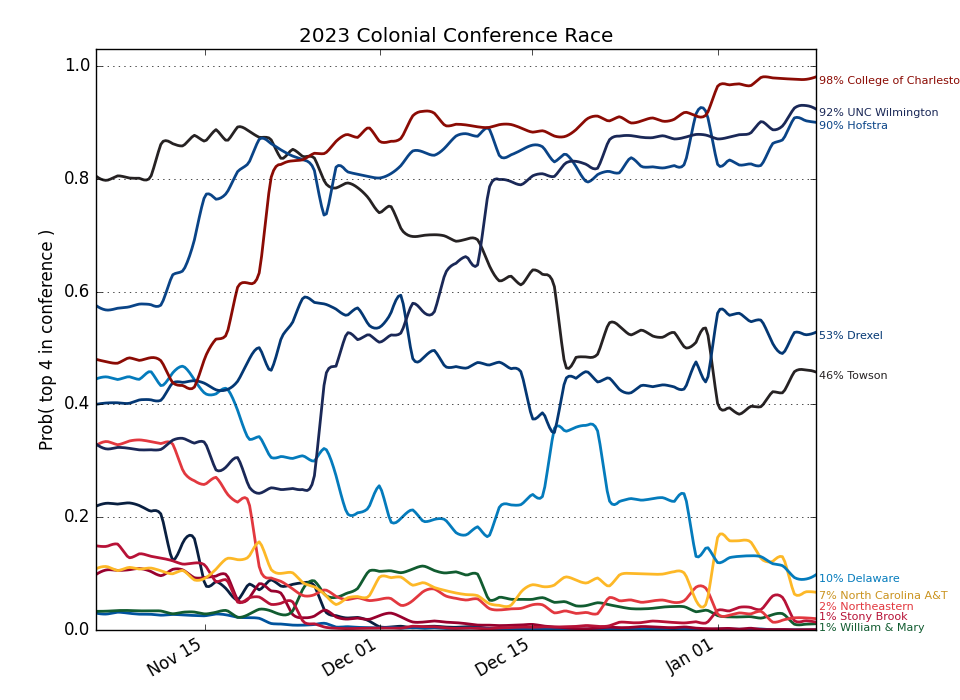 2023 Colonial Conference Race
Prob( top 4 in conference )
1.0
0.8
0.6
0.4
0.2
0.0
Nov 15
Dec 01
Dec 15
Jan 01
98% College of Charlesto
92% UNC Wilmington
90% Hofstra
53% Drexel
46% Towson
10% Delaware
7% North Carolina A&T
2% Northeastern
1% Stony Brook
1% William & Mary